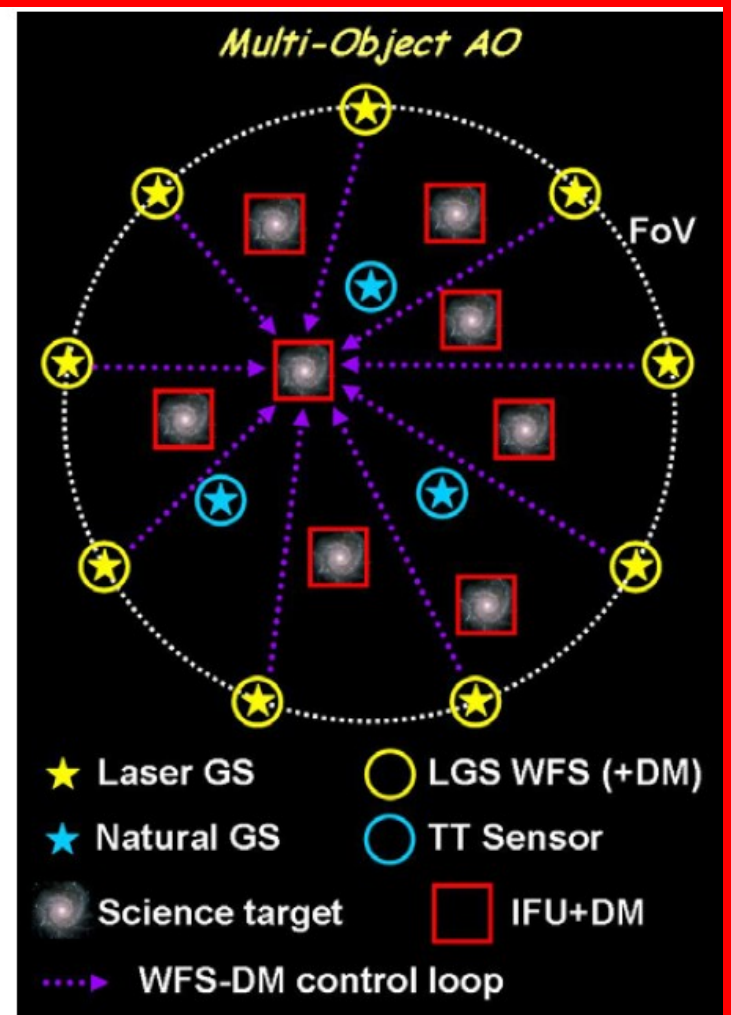 Multi-Object AO
FoV
Laser GS
LGS WFS (+DM)
Natural GS
TT Sensor
Science target
IFU+DM
WFS-DM control loop